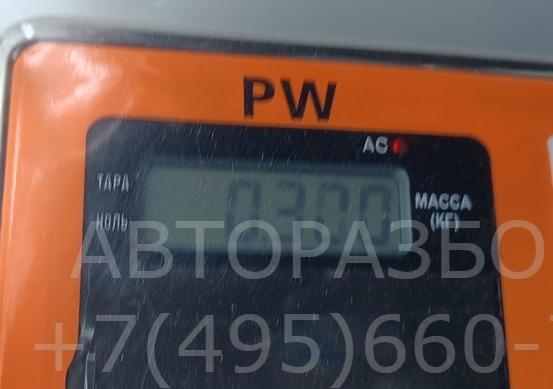 PW
AC
ТАРА
0.300
МАССА
НОЛЬ
(КГ)
АВТОРАЗБО
+7(495)660-